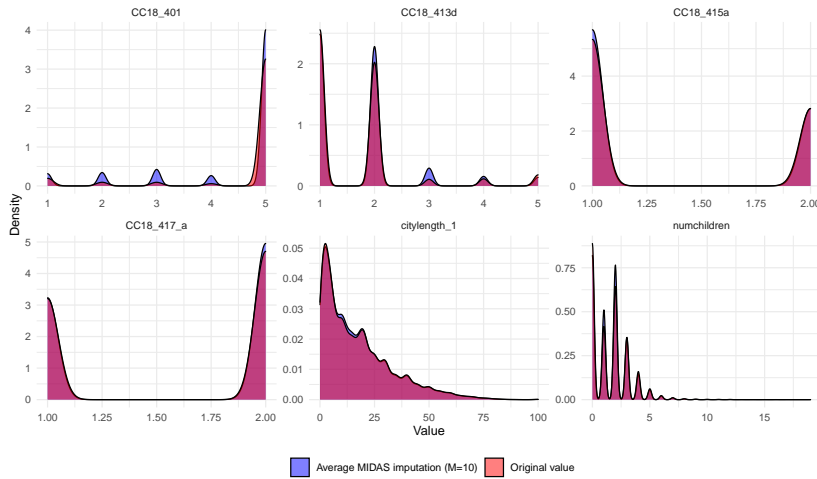 CC18_401
CC18_413d
CC18_415a
4
3
2
1
0
1 2 3 4 5
2
1
0
1 2 3 4 5
4
2
0
1.00 1.25 1.50 1.75 2.00
Density
CC18_417_a
citylength_1
numchildren
5
4
3
2
1
0
1.00 1.25 1.50 1.75 2.00
0.05
0.04
0.03
0.02
0.01
0.00
0 25 50 75 100
0.75
0.50
0.25
0.00
0 5 10 15
Value
Average MIDAS imputation (M=10) Original value